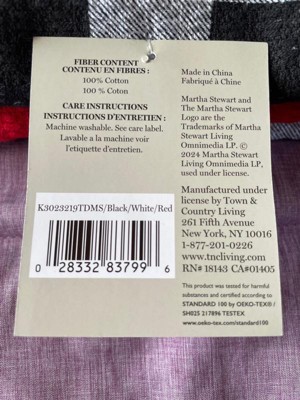 FIBER CONTENT
CONTENU EN FIBRES :
100% Cotton
100 % Coton
CARE INSTRUCTIONS
INSTRUCTIONS D'ENTRETIEN :
Machine washable. See care label.
Lavable a la machine voir
l'etiquette d'entretien.
Made in China
Fabriqué à Chine
Martha Stewart and
The Martha Stewart
Logo are the
Trademarks of Martha
Stewart Living
Omnimedia LP. ©
2024 Martha Stewart
Living Omnimedia LP,
used under license.
Manufactured under
license by Town &
Country Living
261 Fifth Avenue
New York, NY 10016
1-877-201-0226
www.tncliving.com
RN# 18143 CA#01405
This product was tested for harmful
substances and certified according to
STANDARD 100 by OEKO-TEX®/
SH025 217896 TESTEX
www.oeko-tex.com/standard100
K3023219TDMS/Black/White/Red
0 28332 83799 6